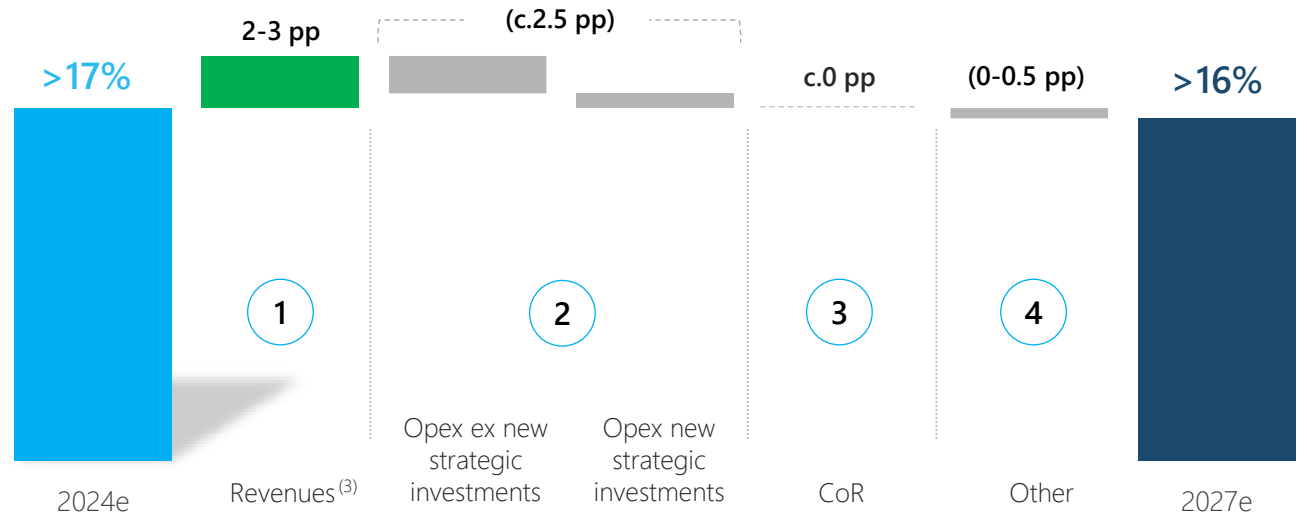 (c.2.5 pp)
2-3 pp
>17%
c.0 pp
(0-0.5 pp)
>16%
1
2
3
4
Opex ex new
strategic
investments
Opex new
strategic
investments
2024e
Revenues(3)
CoR
Other
2027e